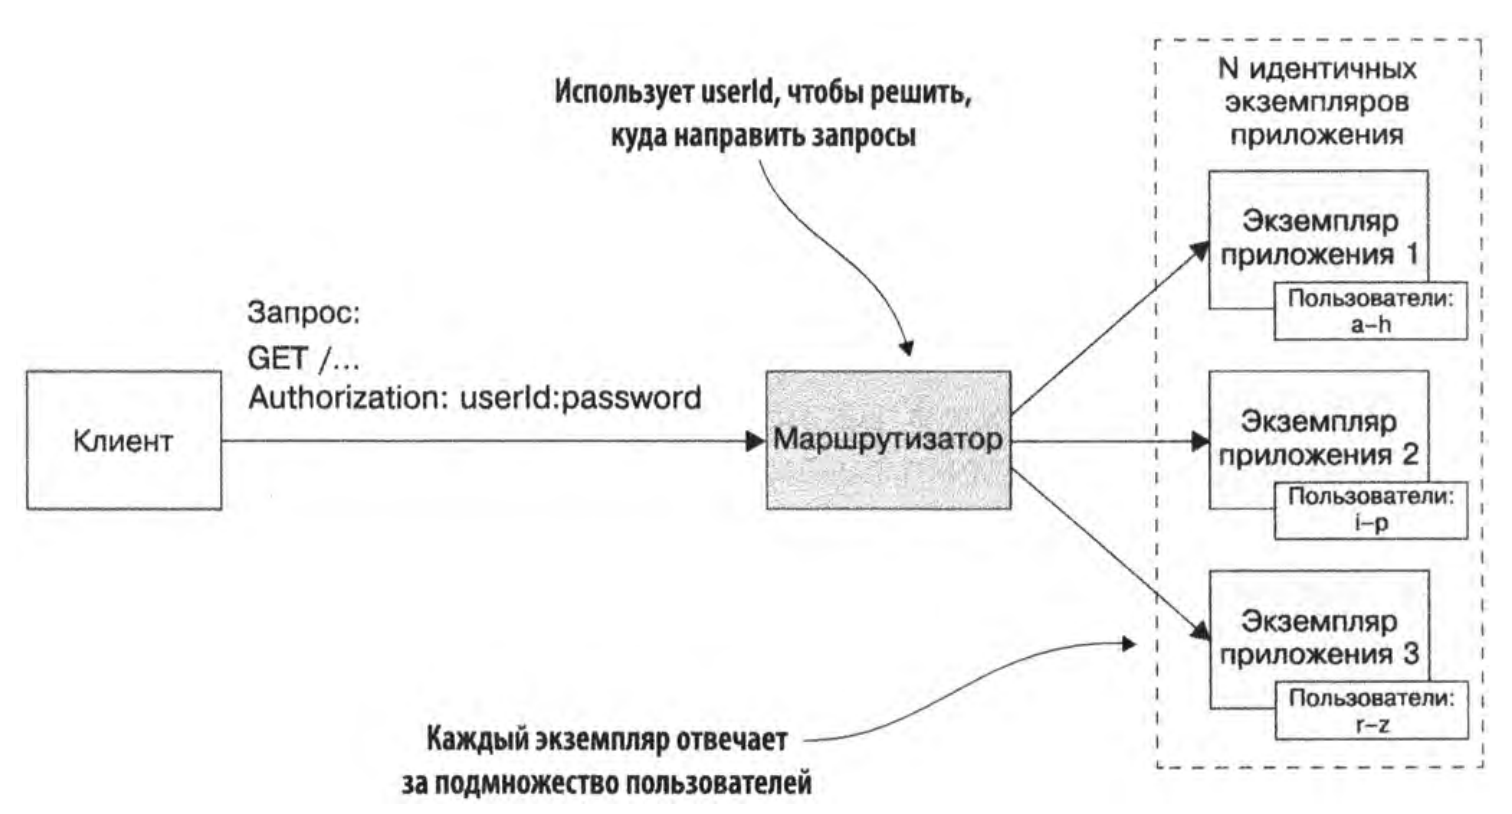 Использует userId, чтобы решить,
куда направить запросы
N идентичных
экземпляров
приложения
Экземпляр
приложения 1
Пользователи:
a–h
Запрос:
GET /...
Authorization: userId:password
Клиент
Маршрутизатор
Экземпляр
приложения 2
Пользователи:
i–p
Экземпляр
приложения 3
Пользователи:
r–z
Каждый экземпляр отвечает
за подмножество пользователей